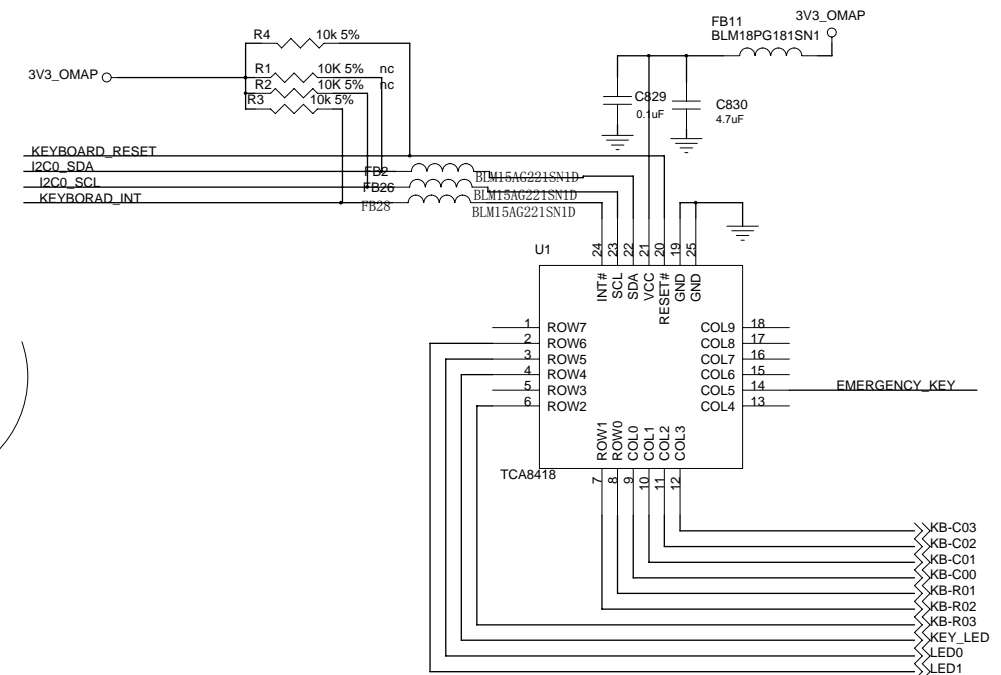 3V3_OMAP
FB11
BLM18PG181SN1
R4 10k 5%
3V3_OMAP
R1 10K 5% nc
R2 10K 5% nc
R3 10k 5%
C829
0.1uF
C830
4.7uF
KEYBOARD_RESET
I2C0_SDA
FB2
BLM15AG221SN1D
I2C0_SCL
FB26
BLM15AG221SN1D
KEYBORAD_INT
FB28
BLM15AG221SN1D
U1
24 23 22 21 20 19 25
INT# SCL SDA VCC RESET# GND GND
1 ROW7 COL9 18
2 ROW6 COL8 17
3 ROW5 COL7 16
4 ROW4 COL6 15
5 ROW3 COL5 14 EMERGENCY_KEY
6 ROW2 COL4 13
ROW1 ROW0 COL0 COL1 COL2 COL3
TCA8418
7 8 9 10 11 12
KB-C03
KB-C02
KB-C01
KB-C00
KB-R01
KB-R02
KB-R03
KEY_LED
LED0
LED1